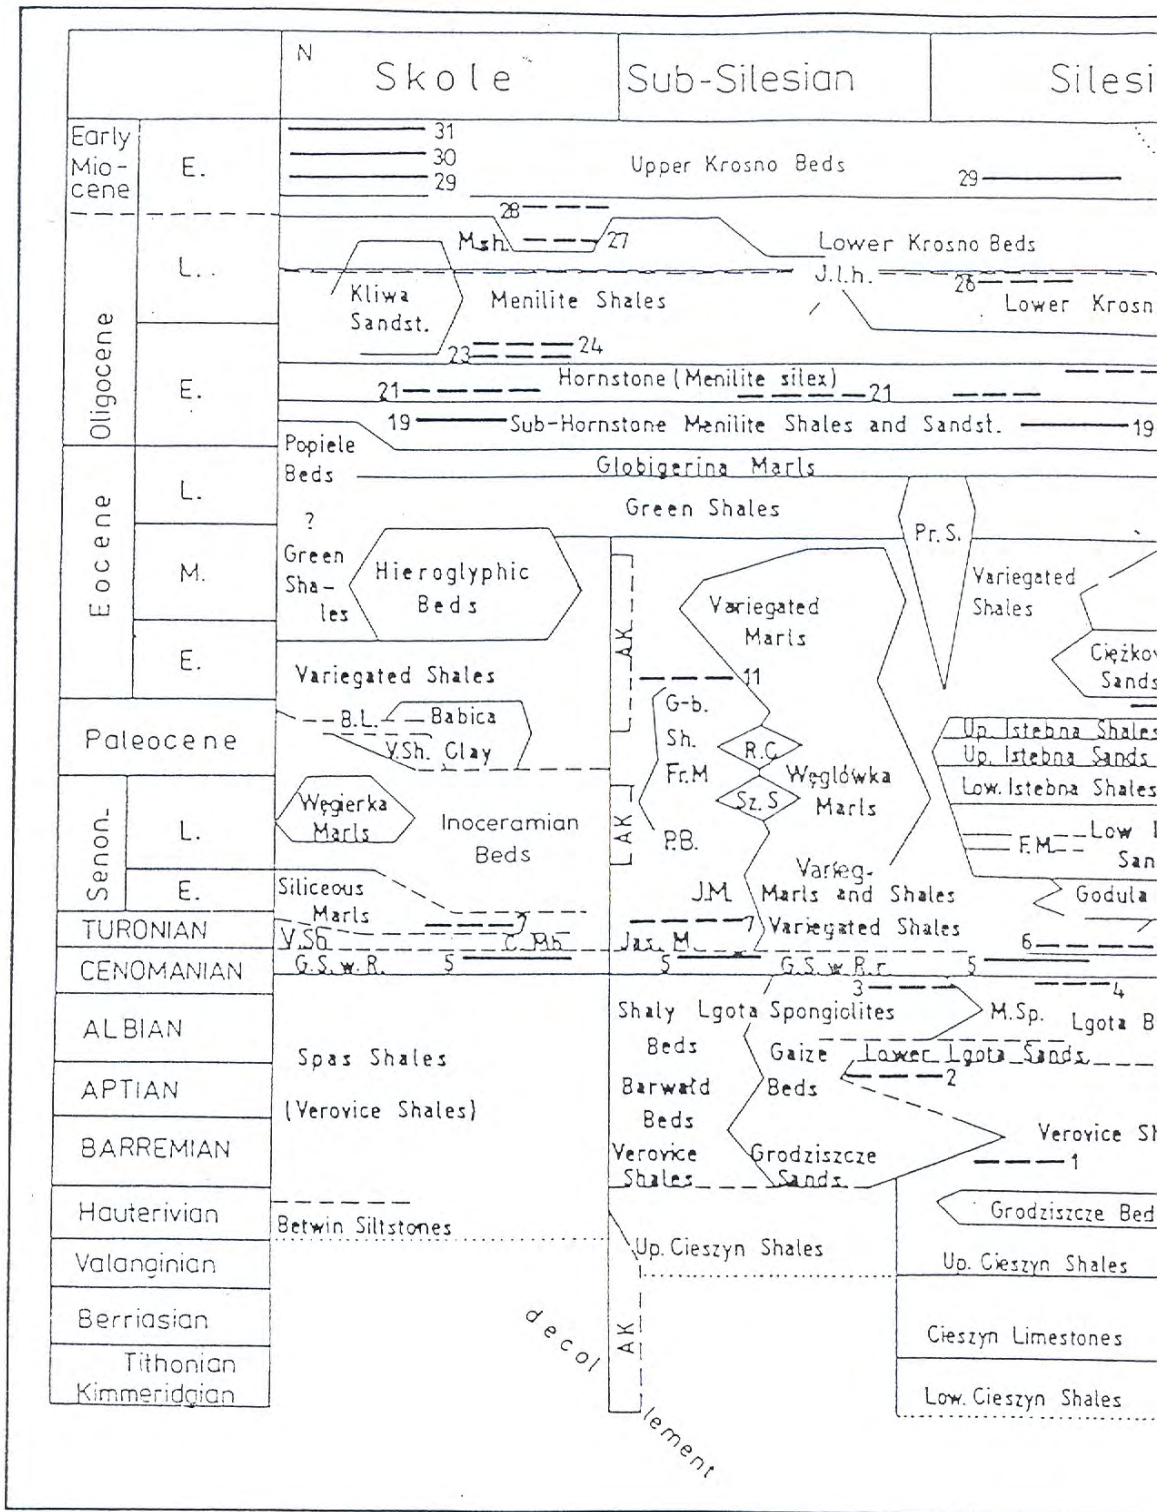 N
Skole
Sub-Silesian
Silesi
Early
Mio-
cene
E.
31
30
29
Upper Krosno Beds
29
28
M.sh.
27
Lower Krosno Beds
Oligocene
L.
Kliwa
Sandst.
Menilite Shales
J.l.h.
26
Lower Krosn
23
24
E.
21
Hornstone (Menilite silex)
21
19
Sub-Hornstone Menilite Shales and Sandst.
19
Popiele
Beds
Globigerina Marls
Eocene
L.
Green Shales
?
Pr. S.
M.
Green
Sha-
les
Hieroglyphic
Beds
AK
Variegated
Marls
Variegated
Shales
E.
Variegated Shales
11
Ciężkow
Sands
Paleocene
B.L.
Babica
V.Sh. Clay
G-b.
Sh.
Fr.M
R.C
Up. Istebna Shales
Up. Istebna Sands
Senon.
L.
Węgierka
Marls
Inoceramian
Beds
AK
Sz. S
Węglówka
Marls
Low. Istebna Shales
P.B.
F.M.
Low
San
E.
Siliceous
Marls
J.M.
Varieg-
Marls and Shales
Godula
TURONIAN
V.Sh.
7
Jas. M.
7
Variegated Shales
6
CENOMANIAN
G.S. w. R.
5
5
G.S. w R.r.
5
ALBIAN
3
4
Shaly
Beds
Lgota Spongiolites
M.Sp.
Lgota B
Spas Shales
Gaize
Beds
Lower Lgota Sands
2
APTIAN
(Verovice Shales)
Barwałd
Beds
BARREMIAN
Verovice
Shales
Grodziszcze
Sands
Verovice Sh
1
Hauterivian
Betwin Siltstones
Grodziszcze Bed
Valanginian
Up. Cieszyn Shales
Up. Cieszyn Shales
Berriasian
decol
AK
Cieszyn Limestones
Tithonian
Kimmeridgian
Low. Cieszyn Shales
lement